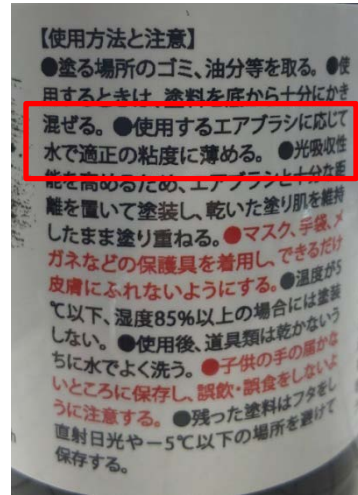 【使用方法と注意】
●塗る場所のゴミ、油分等を取る。●使
用するときは、塗料を底から十分にかき
混ぜる。●使用するエアブラシに応じて
水で適正の粘度に薄める。●光吸収性
能を高めるため、エアブラシと十分な距
離を置いて塗装し、乾いた塗り肌を維持
したまま塗り重ねる。●マスク、手袋、メ
ガネなどの保護具を着用し、できるだけ
皮膚にふれないようにする。●温度が5
℃以下、湿度85%以上の場合には塗装
しない。●使用後、道具類は乾かないう
ちに水でよく洗う。●子供の手の届かな
いところに保存し、誤飲・誤食をしないよ
うに注意する。●残った塗料はフタをし
直射日光や－5℃以下の場所を避けて
保存する。